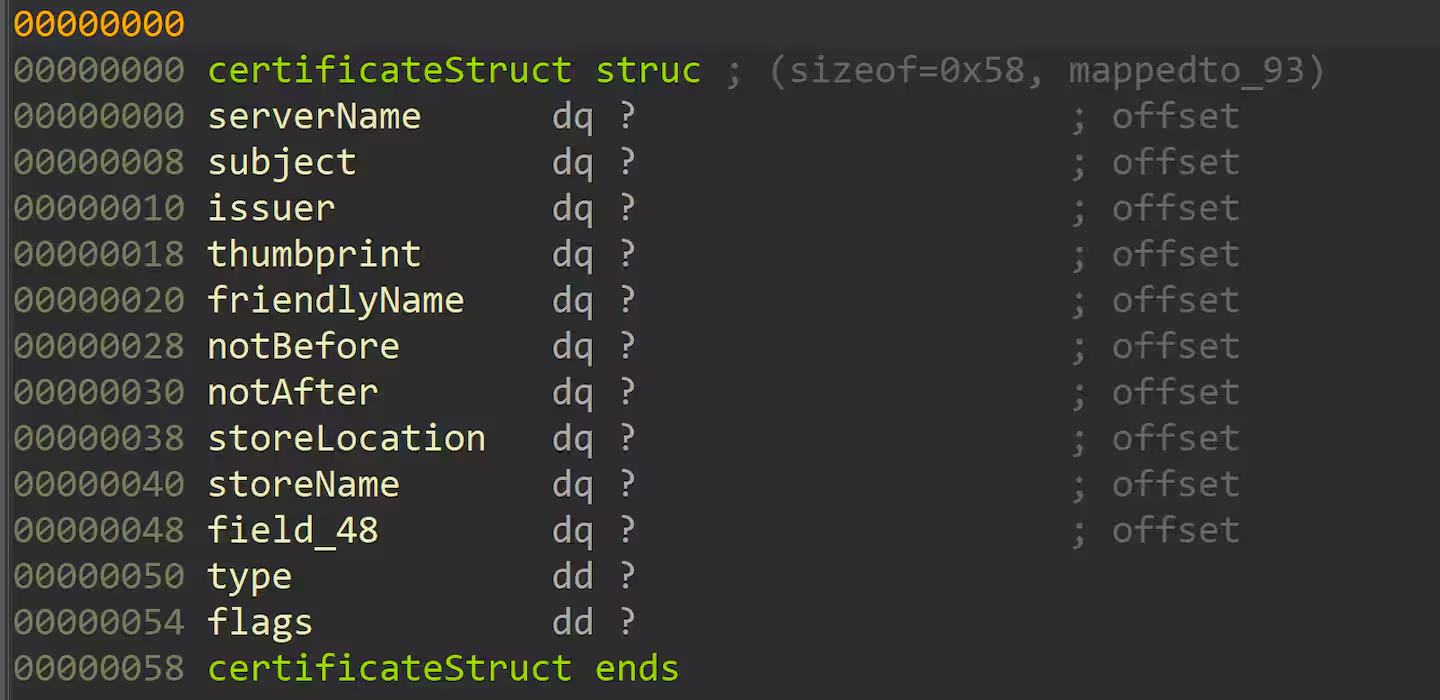 00000000
00000000 certificateStruct struc ; (sizeof=0x58, mappedto_93)
00000000 serverName dq ? ; offset
00000008 subject dq ? ; offset
00000010 issuer dq ? ; offset
00000018 thumbprint dq ? ; offset
00000020 friendlyName dq ? ; offset
00000028 notBefore dq ? ; offset
00000030 notAfter dq ? ; offset
00000038 storeLocation dq ? ; offset
00000040 storeName dq ? ; offset
00000048 field_48 dq ? ; offset
00000050 type dd ?
00000054 flags dd ?
00000058 certificateStruct ends